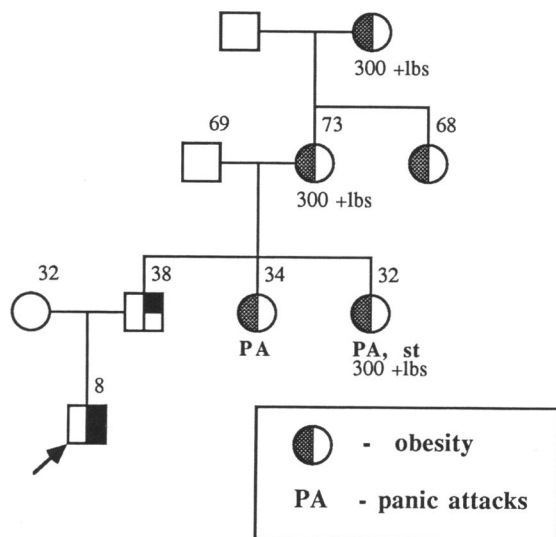 300 +lbs
69 73 68
300 +lbs
32 38 34 32
PA PA, st
300 +lbs
8
- obesity
PA - panic attacks